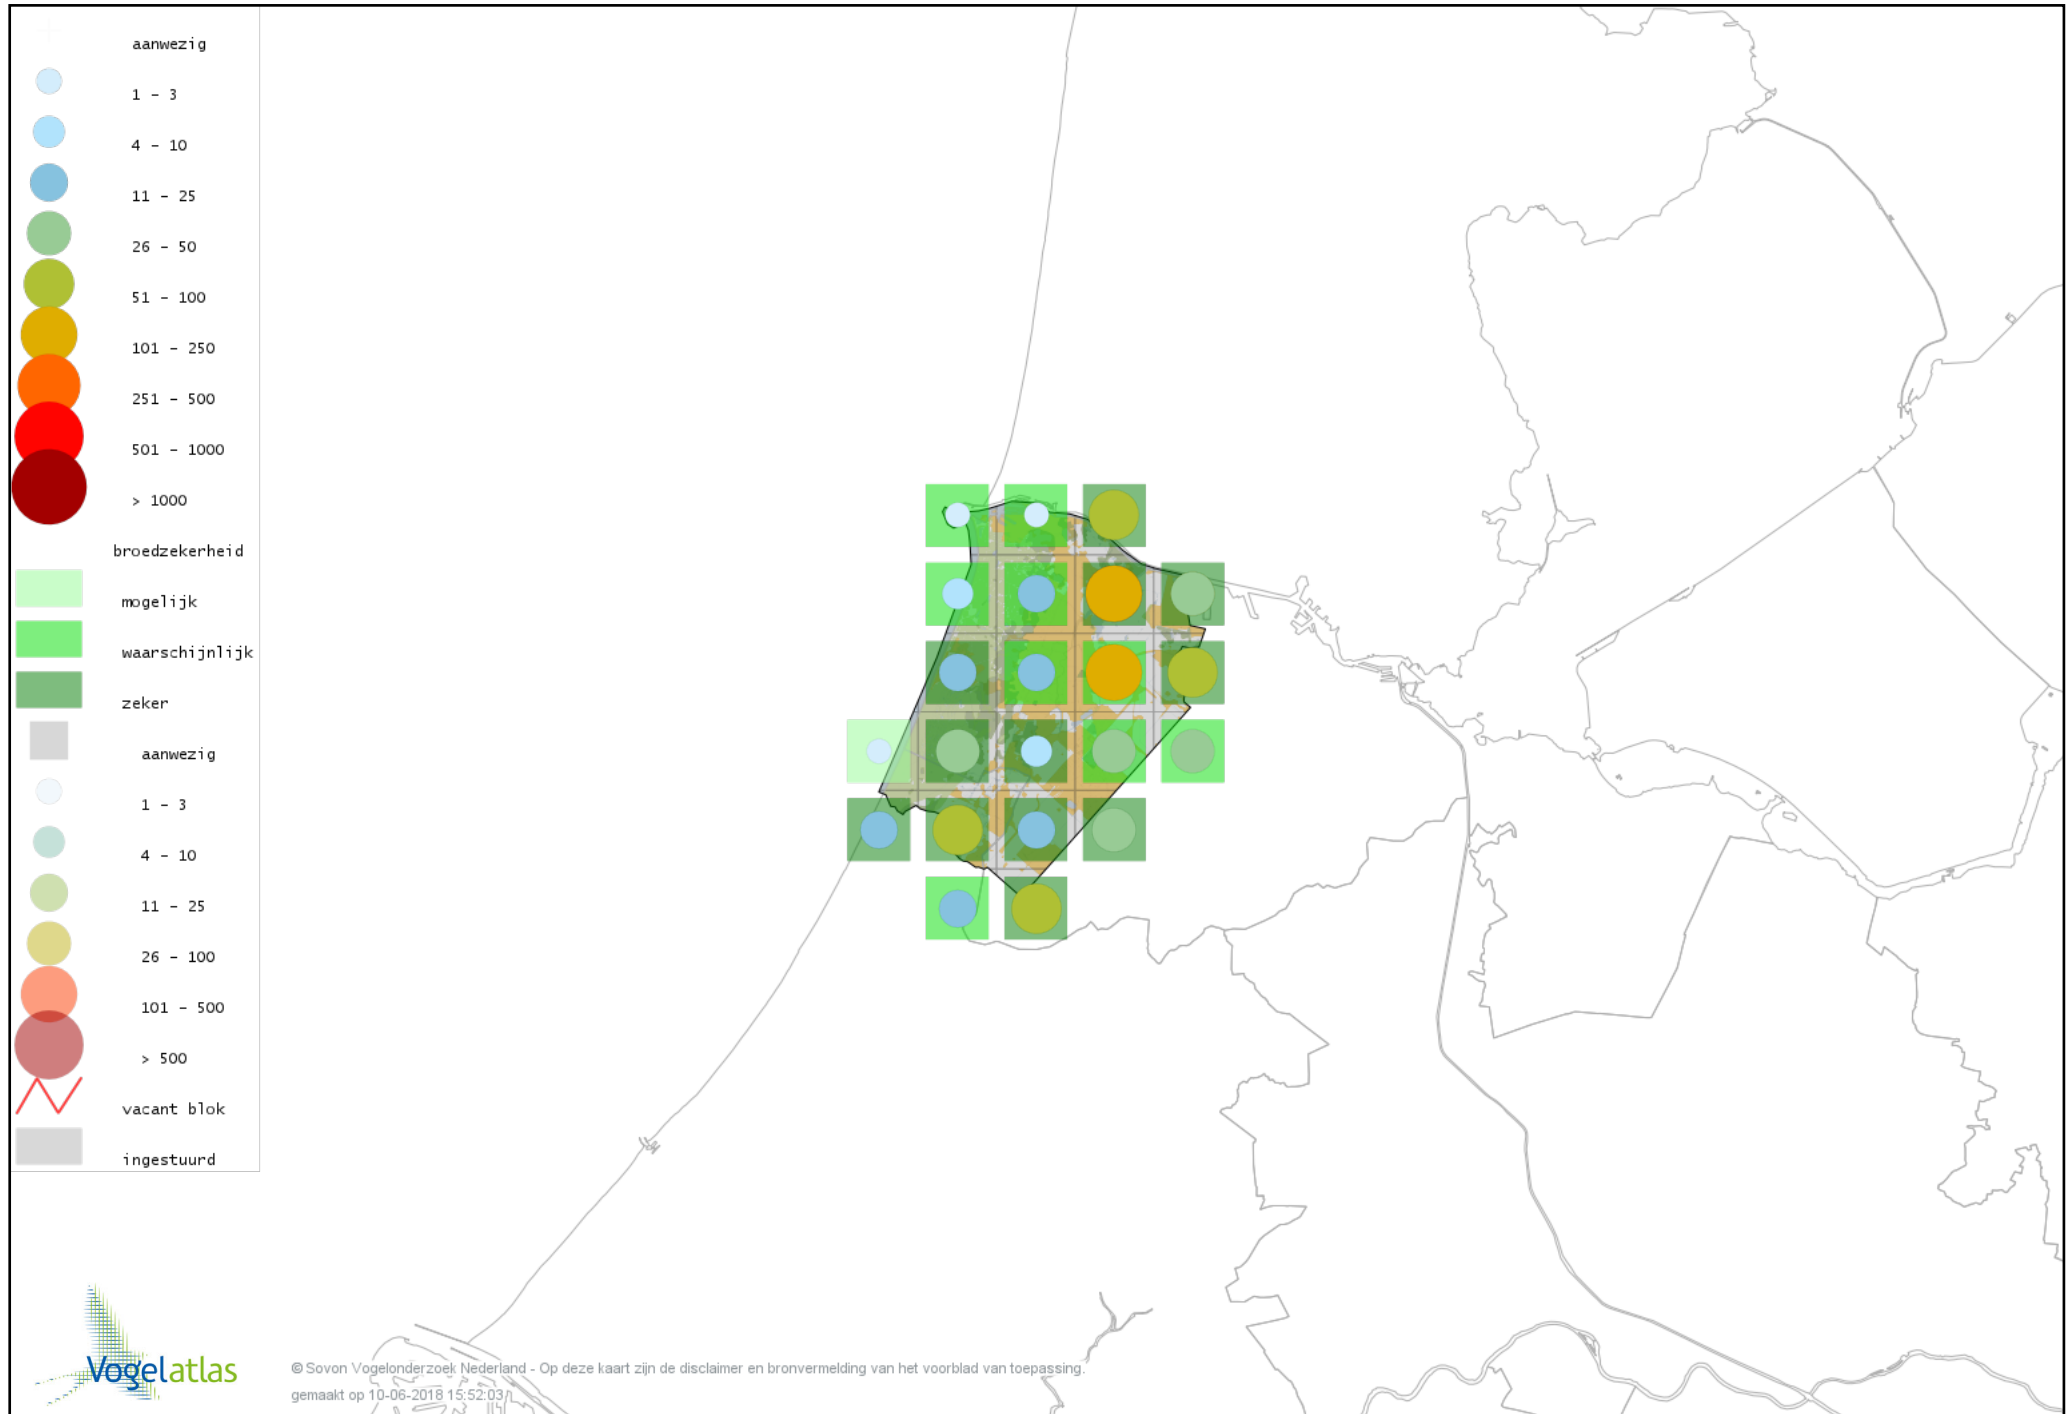 aanwezig
1 - 3
4 - 10
11 - 25
26 - 50
51 - 100
101 - 250
251 - 500
501 - 1000
> 1000
broedzekerheid
mogelijk
waarschijnlijk
zeker
aanwezig
1 - 3
4 - 10
11 - 25
26 - 100
101 - 500
> 500
vacant blok
ingestuurd
Vogelatlas
© Sovon Vogelonderzoek Nederland - Op deze kaart zijn de disclaimer en bronvermelding van het voorblad van toepassing.
gemaakt op 10-06-2018 15:52:03